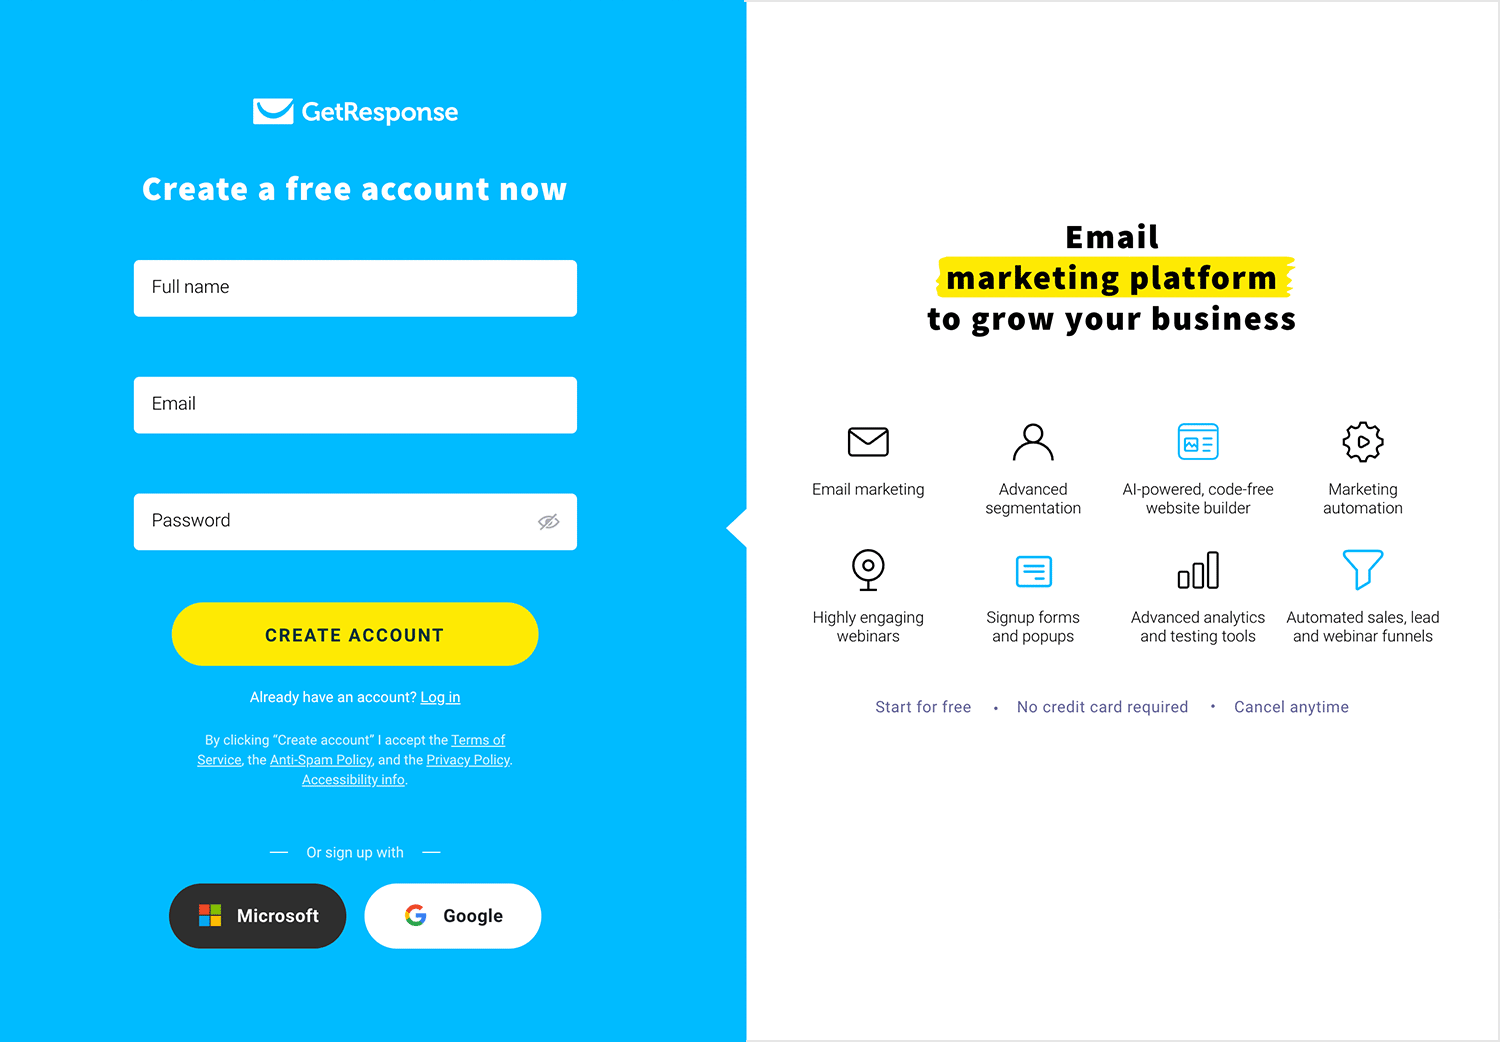 GetResponse
Create a free account now
Full name
Email
Password
CREATE ACCOUNT
Already have an account? Log in
By clicking “Create account” I accept the Terms of
Service, the Anti-Spam Policy, and the Privacy Policy.
Accessibility info.
Or sign up with
Microsoft
Google
Email
marketing platform
to grow your business
Email marketing
Advanced
segmentation
AI-powered, code-free
website builder
Marketing
automation
Highly engaging
webinars
Signup forms
and popups
Advanced analytics
and testing tools
Automated sales, lead
and webinar funnels
Start for free • No credit card required • Cancel anytime